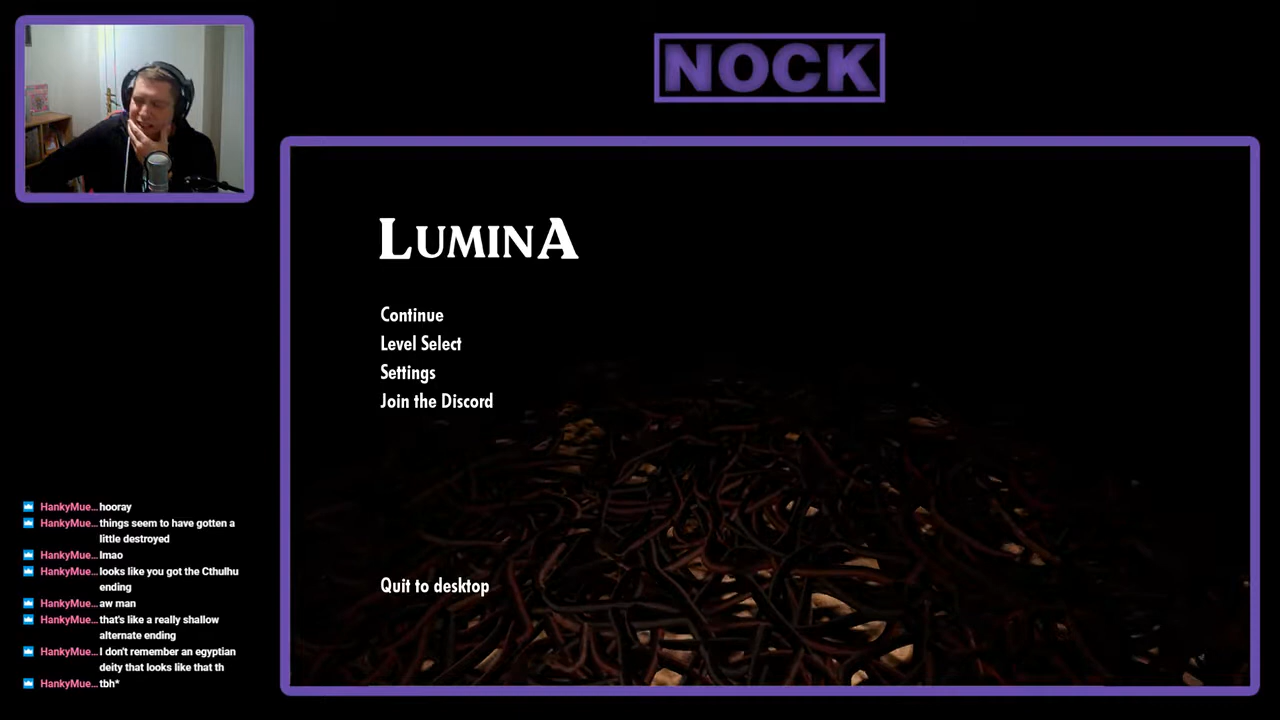 NOCK
LUMINA
Continue
Level Select
Settings
Join the Discord
Quit to desktop
HankyMue... hooray
HankyMue... things seem to have gotten a
little destroyed
HankyMue... lmao
HankyMue... looks like you got the Cthulhu
ending
HankyMue... aw man
HankyMue... that's like a really shallow
alternate ending
HankyMue... I don't remember an egyptian
deity that looks like that th
HankyMue... tbh*